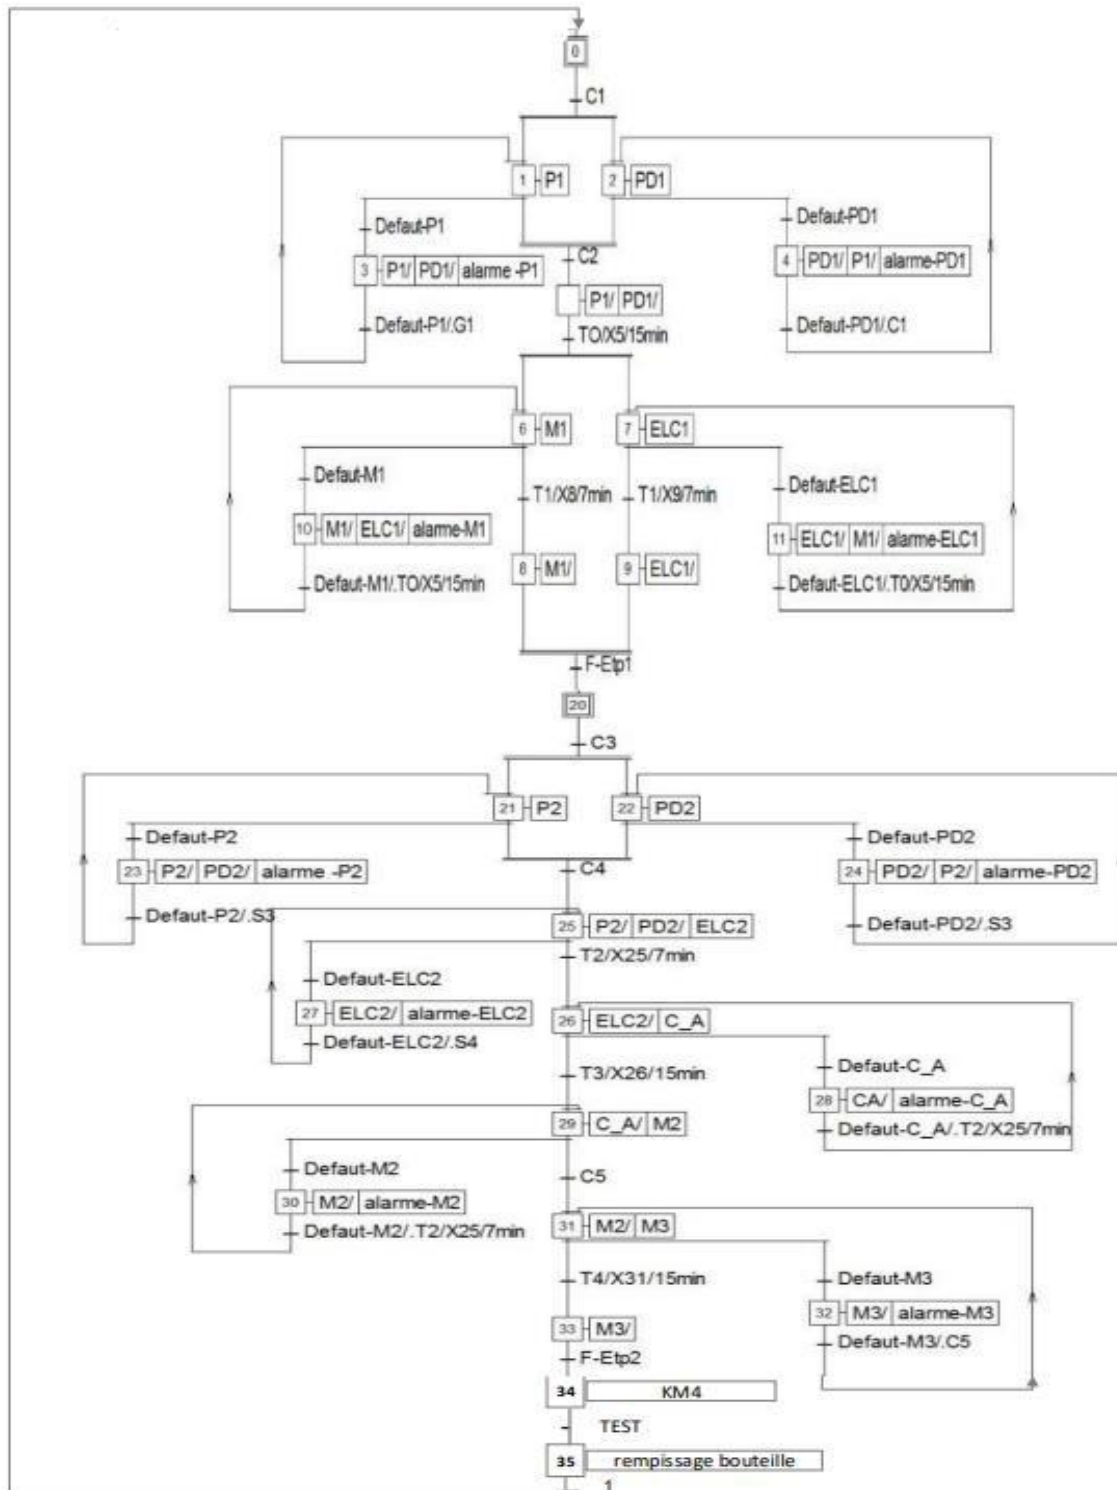 0
C1
1 P1
2 PD1
Defaut-P1
Defaut-PD1
3 P1/ PD1/ alarme -P1
C2
4 PD1/ P1/ alarme-PD1
P1/ PD1/
Defaut-P1/.G1
TO/X5/15min
Defaut-PD1/.C1
6 M1
7 ELC1
Defaut-M1
T1/X8/7min
T1/X9/7min
Defaut-ELC1
10 M1/ ELC1/ alarme-M1
11 ELC1/ M1/ alarme-ELC1
8 M1/
9 ELC1/
Defaut-M1/.TO/X5/15min
Defaut-ELC1/.T0/X5/15min
F-Etp1
20
C3
21 P2
22 PD2
Defaut-P2
Defaut-PD2
23 P2/ PD2/ alarme -P2
C4
24 PD2/ P2/ alarme-PD2
Defaut-P2/.S3
25 P2/ PD2/ ELC2
Defaut-PD2/.S3
T2/X25/7min
Defaut-ELC2
27 ELC2/ alarme-ELC2
26 ELC2/ C_A
Defaut-ELC2/.S4
Defaut-C_A
T3/X26/15min
28 CA/ alarme-C_A
29 C_A/ M2
Defaut-C_A/.T2/X25/7min
Defaut-M2
C5
30 M2/ alarme-M2
31 M2/ M3
Defaut-M2/.T2/X25/7min
T4/X31/15min
Defaut-M3
33 M3/
32 M3/ alarme-M3
Defaut-M3/.C5
F-Etp2
34 KM4
TEST
35 rempissage bouteille
1